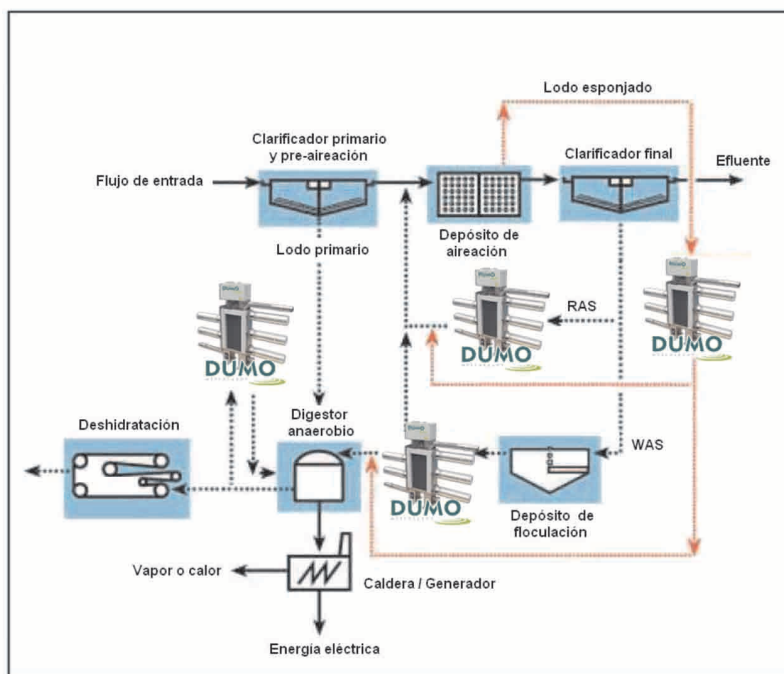 Lodo esponjado
Clarificador primario
y pre-aireación
Clarificador final
Flujo de entrada
Efluente
Depósito de
aireación
Lodo primario
RAS
DUMO
DUMO
DUMO
Digestor
anaerobio
Deshidratación
WAS
DUMO
Depósito de
floculación
Vapor o calor
Caldera / Generador
Energía eléctrica